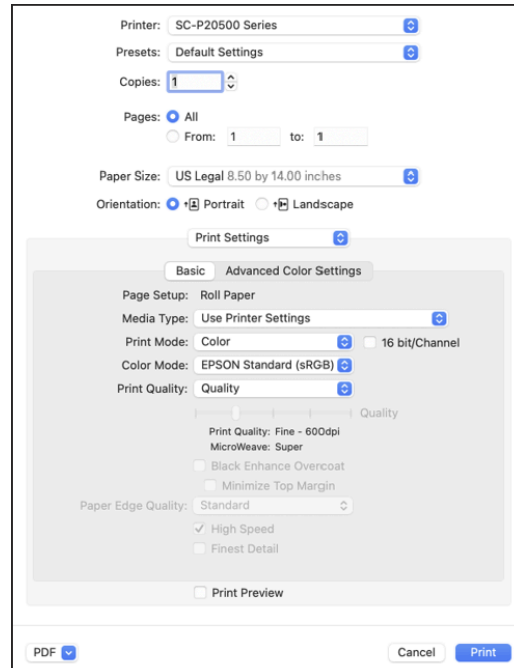 Printer: SC-P20500 Series
Presets: Default Settings
Copies: 1
Pages: All
From: 1 to: 1
Paper Size: US Legal 8.50 by 14.00 inches
Orientation: Portrait Landscape
Print Settings
Basic Advanced Color Settings
Page Setup: Roll Paper
Media Type: Use Printer Settings
Print Mode: Color 16 bit/Channel
Color Mode: EPSON Standard (sRGB)
Print Quality: Quality
Quality
Print Quality: Fine - 600dpi
MicroWeave: Super
Black Enhance Overcoat
Minimize Top Margin
Paper Edge Quality: Standard
High Speed
Finest Detail
Print Preview
PDF Cancel Print